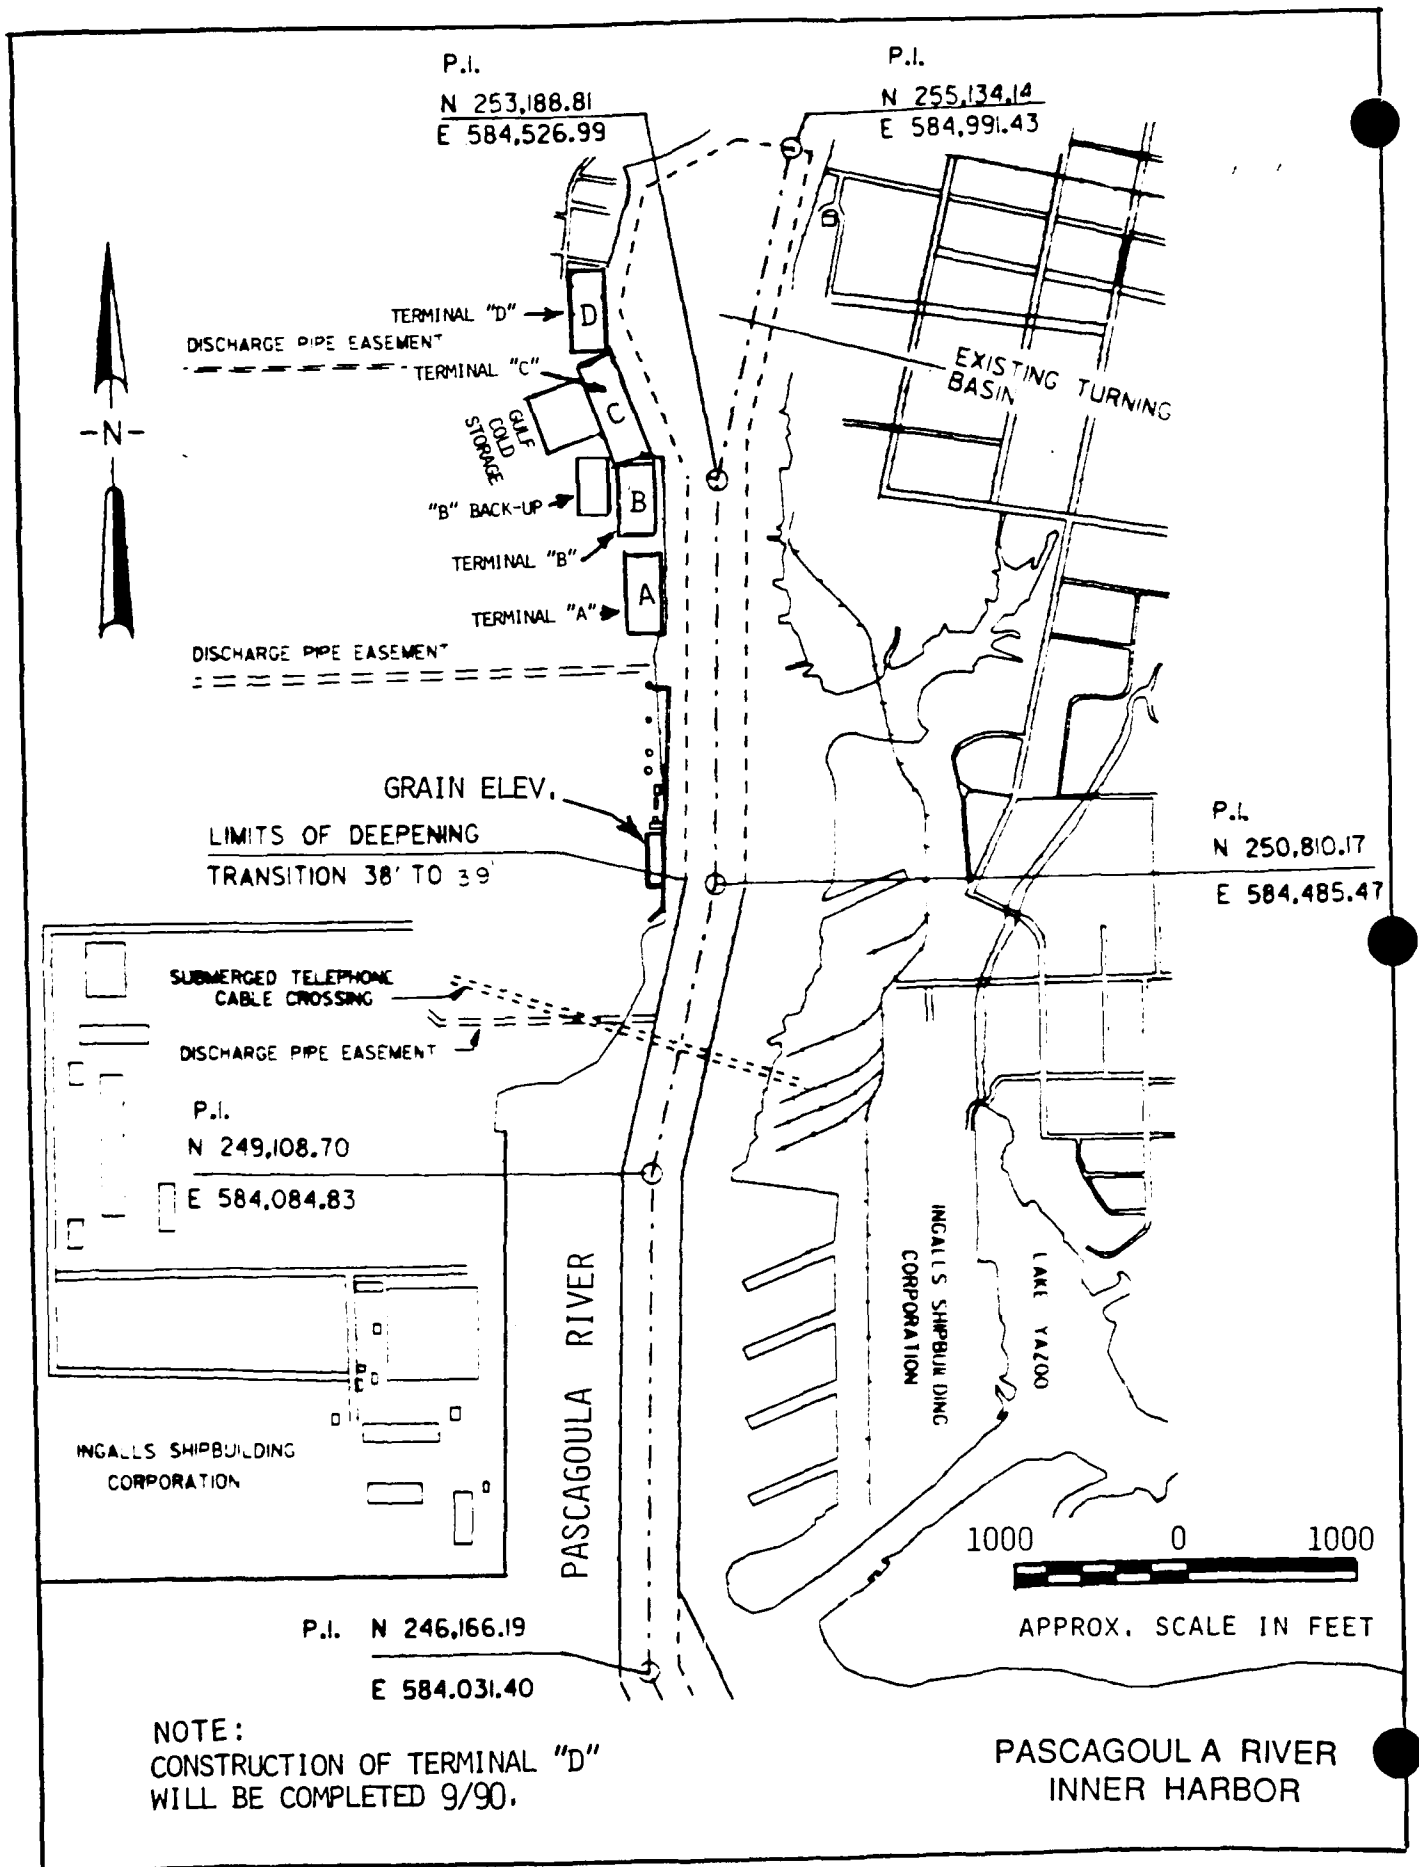 P.I.
N 253,188.81
E 584,526.99
P.I.
N 255,134.14
E 584,991.43
TERMINAL "D"
D
DISCHARGE PIPE EASEMENT
TERMINAL "C"
C
EXISTING TURNING
BASIN
GULF
COLD
STORAGE
-N-
"B" BACK-UP
B
TERMINAL "B"
A
TERMINAL "A"
DISCHARGE PIPE EASEMENT
GRAIN ELEV.
LIMITS OF DEEPENING
TRANSITION 38' TO 39'
P.I.
N 250,810.17
E 584,485.47
SUBMERGED TELEPHONE
CABLE CROSSING
DISCHARGE PIPE EASEMENT
P.I.
N 249,108.70
E 584,084.83
PASCAGOULA RIVER
INGALLS SHIPBUILDING
CORPORATION
LAKE YAZOO
INGALLS SHIPBUILDING
CORPORATION
1000 0 1000
APPROX. SCALE IN FEET
P.I. N 246,166.19
E 584,031.40
NOTE:
CONSTRUCTION OF TERMINAL "D"
WILL BE COMPLETED 9/90.
PASCAGOULA RIVER
INNER HARBOR